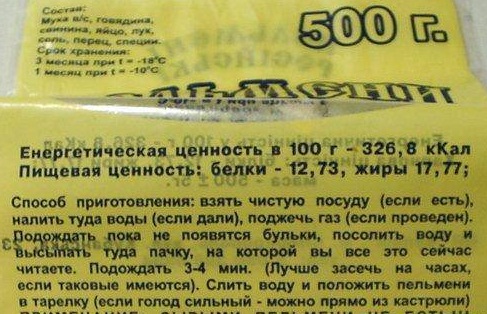 Состав:
Мука в/с, говядина,
свинина, яйцо, лук,
соль, перец, специи.
Срок хранения:
3 месяца при t = -18°C
1 месяц при t = -10°C
500 г.
Энергетическая ценность в 100 г - 326,8 кКал
Пищевая ценность: белки - 12,73, жиры 17,77;
Способ приготовления: взять чистую посуду (если есть),
налить туда воды (если дали), поджечь газ (если проведен).
Подождать пока не появятся бульки, посолить воду и
высыпать туда пачку, на которой вы все это сейчас
читаете. Подождать 3-4 мин. (Лучше засечь на часах,
если таковые имеются). Слить воду и положить пельмени
в тарелку (если голод сильный - можно прямо из кастрюли)